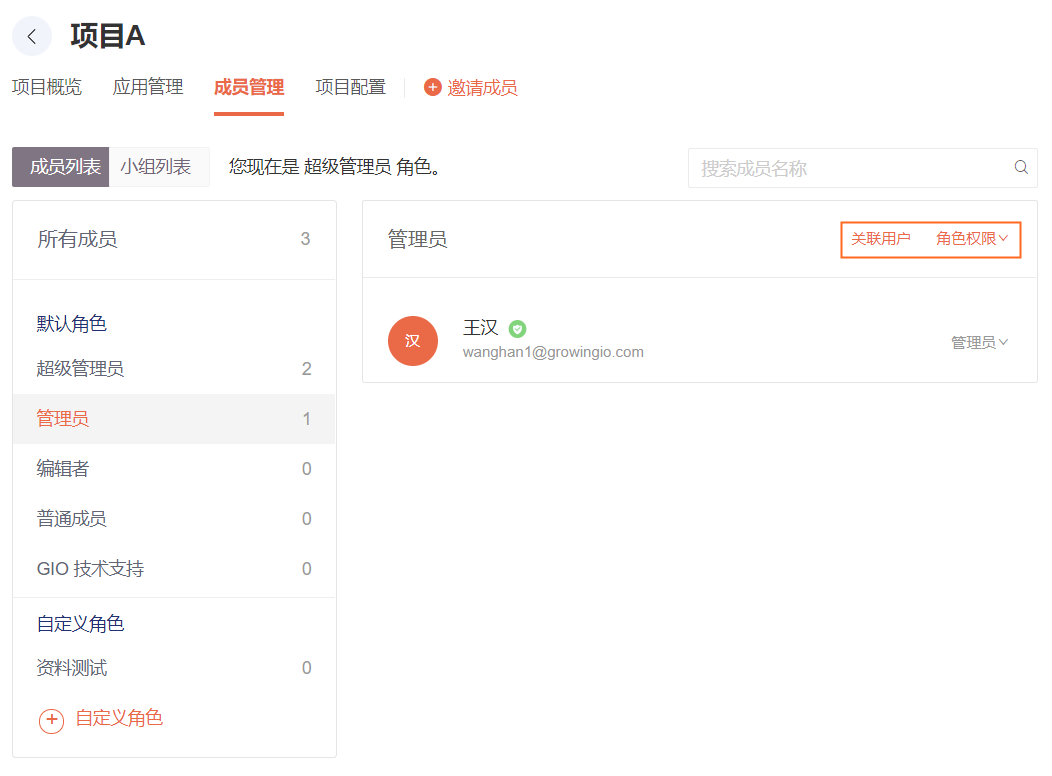 项目A
项目概览 应用管理 成员管理 项目配置 邀请成员
成员列表 小组列表 您现在是 超级管理员 角色。 搜索成员名称
所有成员 3
默认角色
超级管理员 2
管理员 1
编辑者 0
普通成员 0
GIO 技术支持 0
自定义角色
资料测试 0
自定义角色
管理员 关联用户 角色权限
汉 王汉
wanghan1@growingio.com
管理员